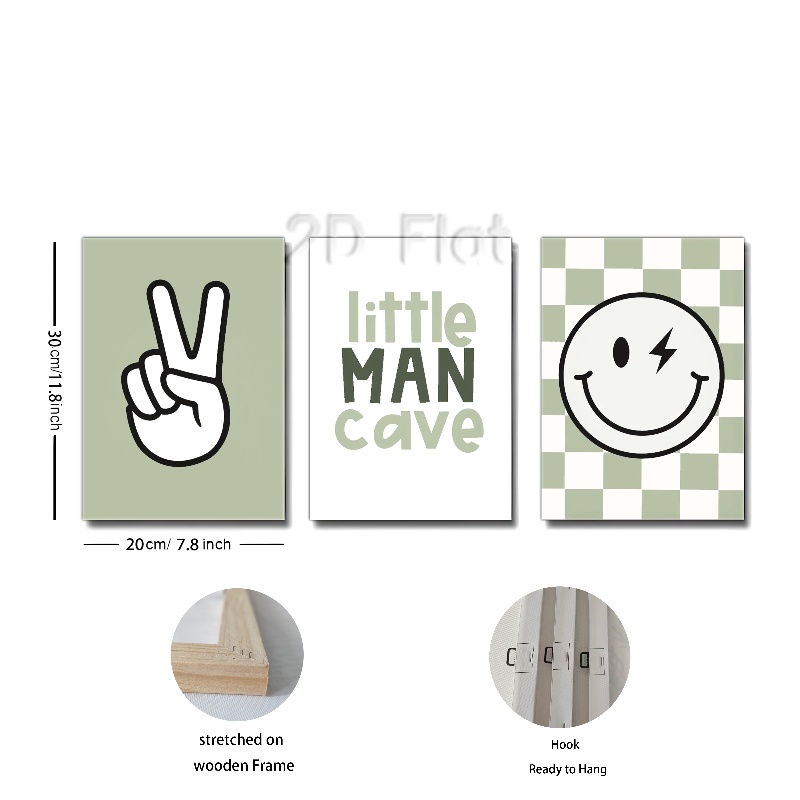 2D Flat
little
MAN
cave
30cm/11.8inch
20cm/ 7.8 inch
stretched on
wooden Frame
Hook
Ready to Hang